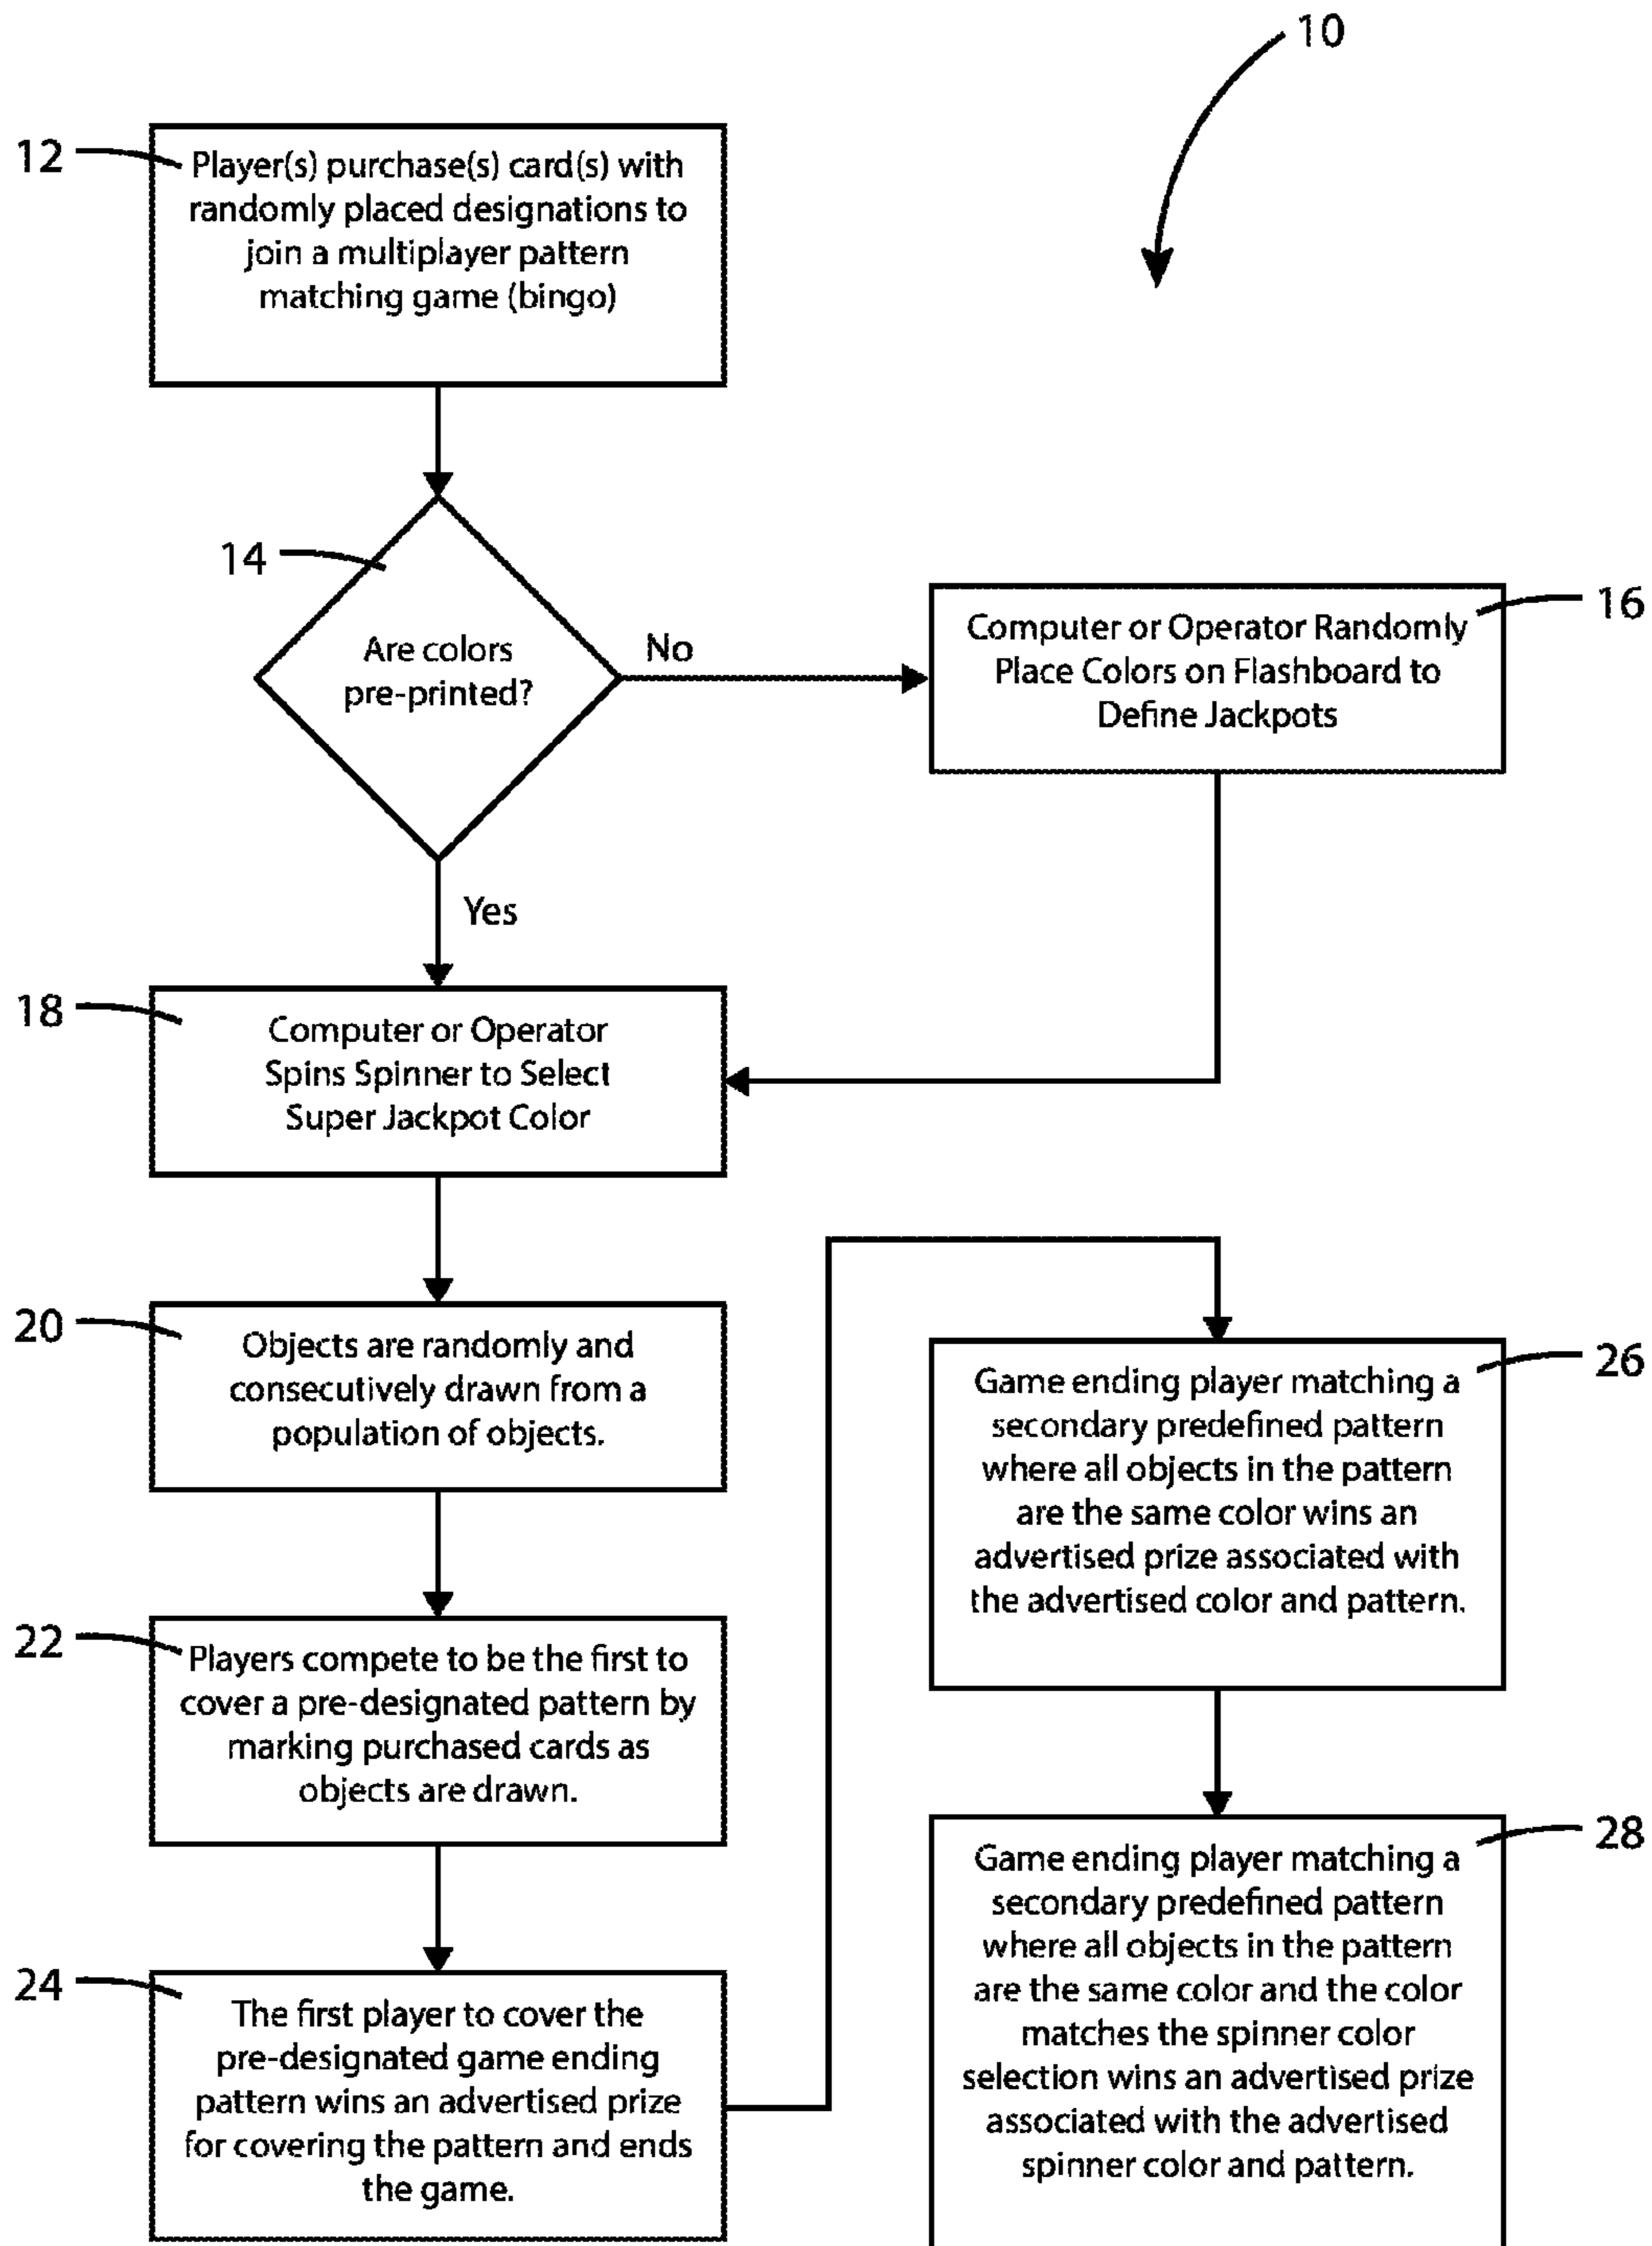 10
12
Player(s) purchase(s) card(s) with
randomly placed designations to
join a multiplayer pattern
matching game (bingo)
14
Are colors
pre-printed?
No
16
Computer or Operator Randomly
Place Colors on Flashboard to
Define Jackpots
Yes
18
Computer or Operator
Spins Spinner to Select
Super Jackpot Color
20
Objects are randomly and
consecutively drawn from a
population of objects.
22
Players compete to be the first to
cover a pre-designated pattern by
marking purchased cards as
objects are drawn.
24
The first player to cover the
pre-designated game ending
pattern wins an advertised prize
for covering the pattern and ends
the game.
26
Game ending player matching a
secondary predefined pattern
where all objects in the pattern
are the same color wins an
advertised prize associated with
the advertised color and pattern.
28
Game ending player matching a
secondary predefined pattern
where all objects in the pattern
are the same color and the color
matches the spinner color
selection wins an advertised prize
associated with the advertised
spinner color and pattern.